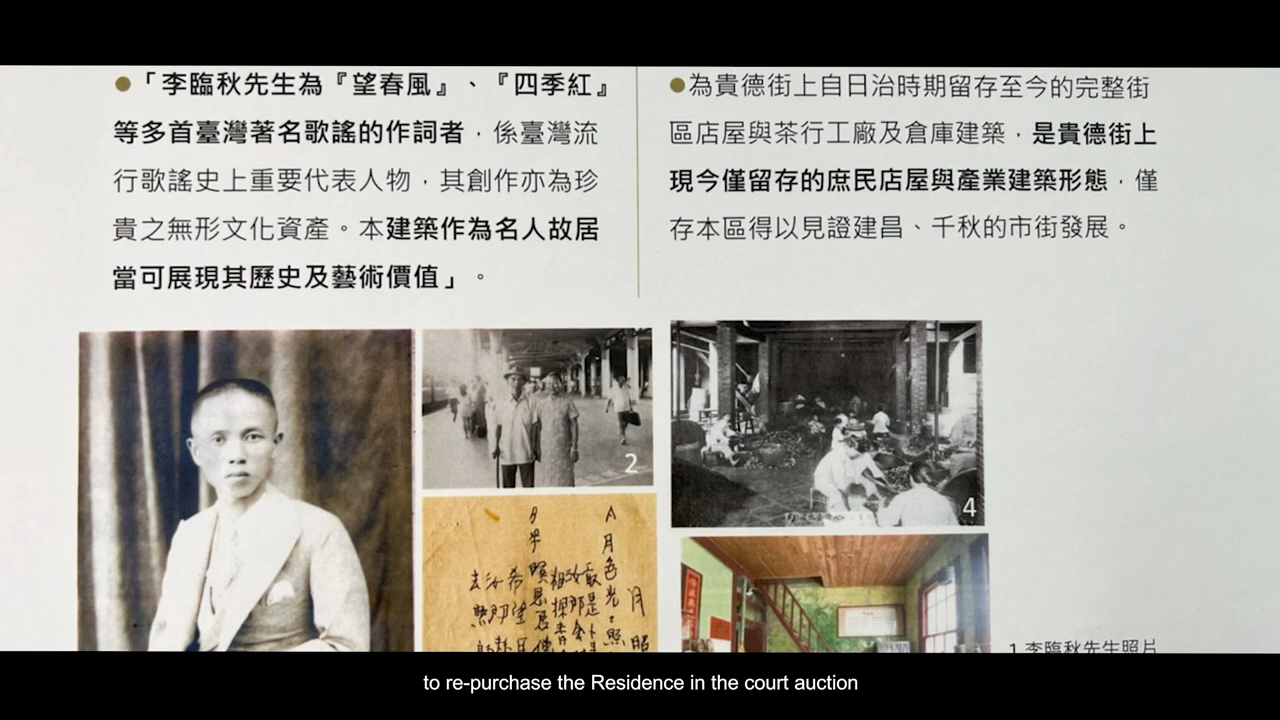 ●「李臨秋先生為『望春風』、『四季紅』
等多首臺灣著名歌謠的作詞者，係臺灣流
行歌謠史上重要代表人物，其創作亦為珍
貴之無形文化資產。本建築作為名人故居
當可展現其歷史及藝術價值」。
●為貴德街上自日治時期留存至今的完整街
區店屋與茶行工廠及倉庫建築，是貴德街上
現今僅留存的庶民店屋與產業建築形態，僅
存本區得以見證建昌、千秋的市街發展。
2
4
A月色光
月
1 李臨秋先生照片
to re-purchase the Residence in the court auction